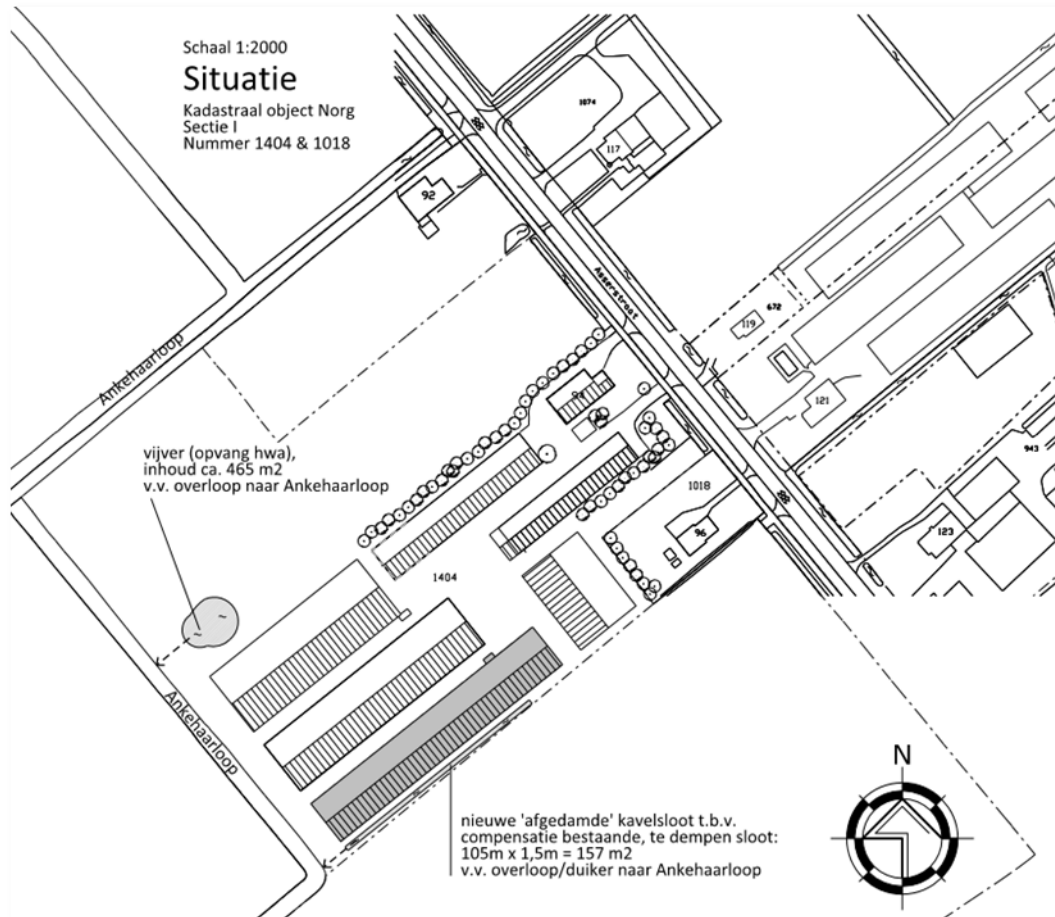 Schaal 1:2000
Situatie
Kadastraal object Norg
Sectie I
Nummer 1404 & 1018
1074
117
92
Asserstraat
672
119
Ankehaarloop
121
943
vijver (opvang hwa),
inhoud ca. 465 m2
v.v. overloop naar Ankehaarloop
1018
96
123
1404
Ankehaarloop
N
nieuwe 'afgedamde' kavelsloot t.b.v.
compensatie bestaande, te dempen sloot:
105m x 1,5m = 157 m2
v.v. overloop/duiker naar Ankehaarloop